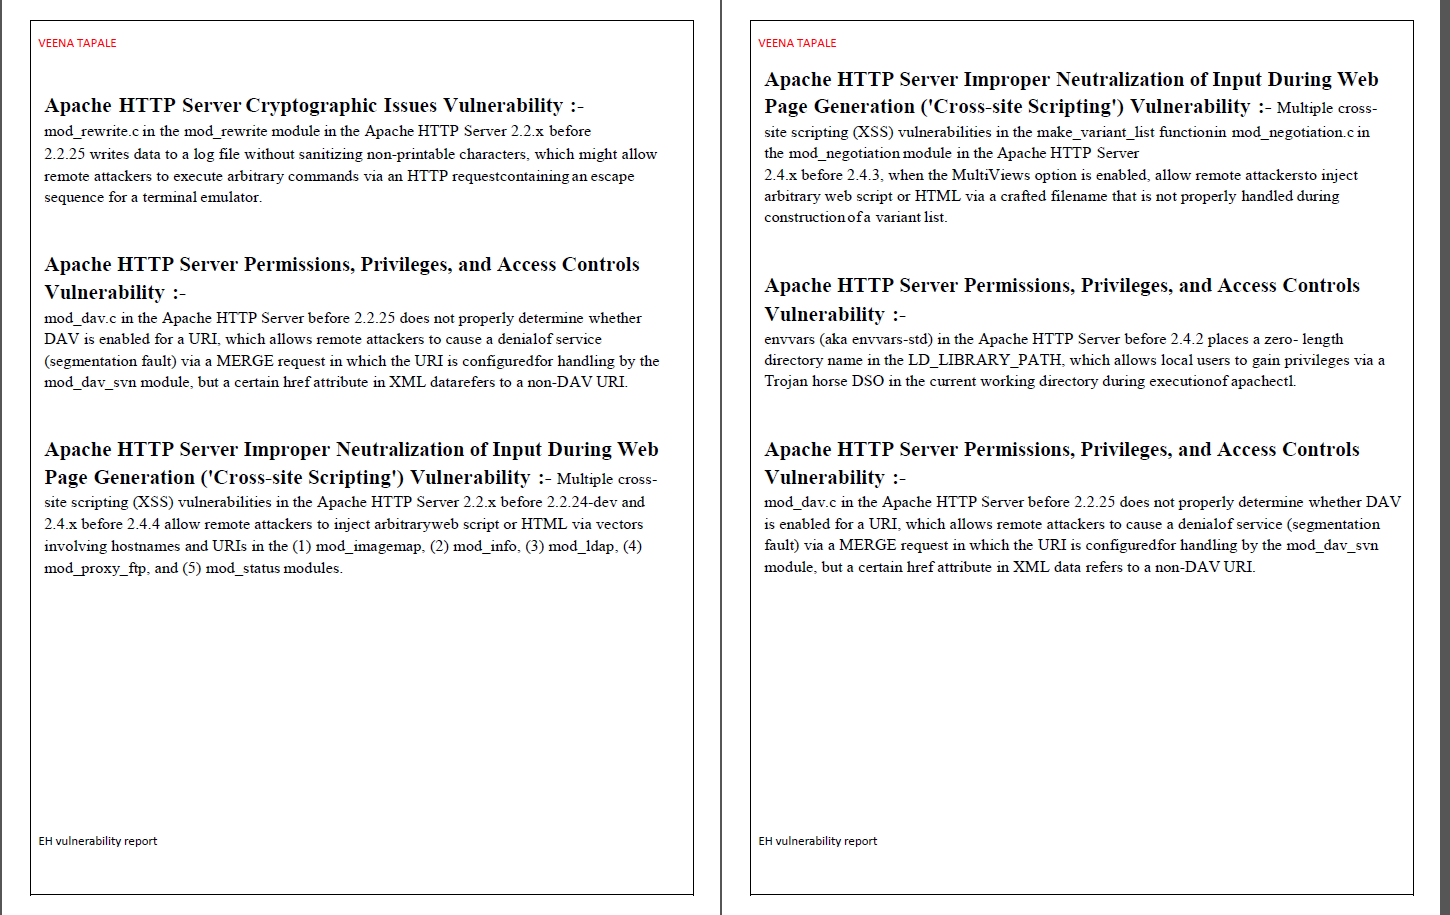 VEENA TAPALE
Apache HTTP Server Cryptographic Issues Vulnerability :-
mod_rewrite.c in the mod_rewrite module in the Apache HTTP Server 2.2.x before
2.2.25 writes data to a log file without sanitizing non-printable characters, which might allow
remote attackers to execute arbitrary commands via an HTTP requestcontaining an escape
sequence for a terminal emulator.
Apache HTTP Server Permissions, Privileges, and Access Controls
Vulnerability :-
mod_dav.c in the Apache HTTP Server before 2.2.25 does not properly determine whether
DAV is enabled for a URI, which allows remote attackers to cause a denialof service
(segmentation fault) via a MERGE request in which the URI is configuredfor handling by the
mod_dav_svn module, but a certain href attribute in XML datarefers to a non-DAV URI.
Apache HTTP Server Improper Neutralization of Input During Web
Page Generation ('Cross-site Scripting') Vulnerability :- Multiple cross-
site scripting (XSS) vulnerabilities in the Apache HTTP Server 2.2.x before 2.2.24-dev and
2.4.x before 2.4.4 allow remote attackers to inject arbitraryweb script or HTML via vectors
involving hostnames and URIs in the (1) mod_imagemap, (2) mod_info, (3) mod_ldap, (4)
mod_proxy_ftp, and (5) mod_status modules.
EH vulnerability report
VEENA TAPALE
Apache HTTP Server Improper Neutralization of Input During Web
Page Generation ('Cross-site Scripting') Vulnerability :- Multiple cross-
site scripting (XSS) vulnerabilities in the make_variant_list functionin mod_negotiation.c in
the mod_negotiation module in the Apache HTTP Server
2.4.x before 2.4.3, when the MultiViews option is enabled, allow remote attackersto inject
arbitrary web script or HTML via a crafted filename that is not properly handled during
construction of a variant list.
Apache HTTP Server Permissions, Privileges, and Access Controls
Vulnerability :-
envvars (aka envvars-std) in the Apache HTTP Server before 2.4.2 places a zero- length
directory name in the LD_LIBRARY_PATH, which allows local users to gain privileges via a
Trojan horse DSO in the current working directory during executionof apachectl.
Apache HTTP Server Permissions, Privileges, and Access Controls
Vulnerability :-
mod_dav.c in the Apache HTTP Server before 2.2.25 does not properly determine whether DAV
is enabled for a URI, which allows remote attackers to cause a denialof service (segmentation
fault) via a MERGE request in which the URI is configuredfor handling by the mod_dav_svn
module, but a certain href attribute in XML data refers to a non-DAV URI.
EH vulnerability report